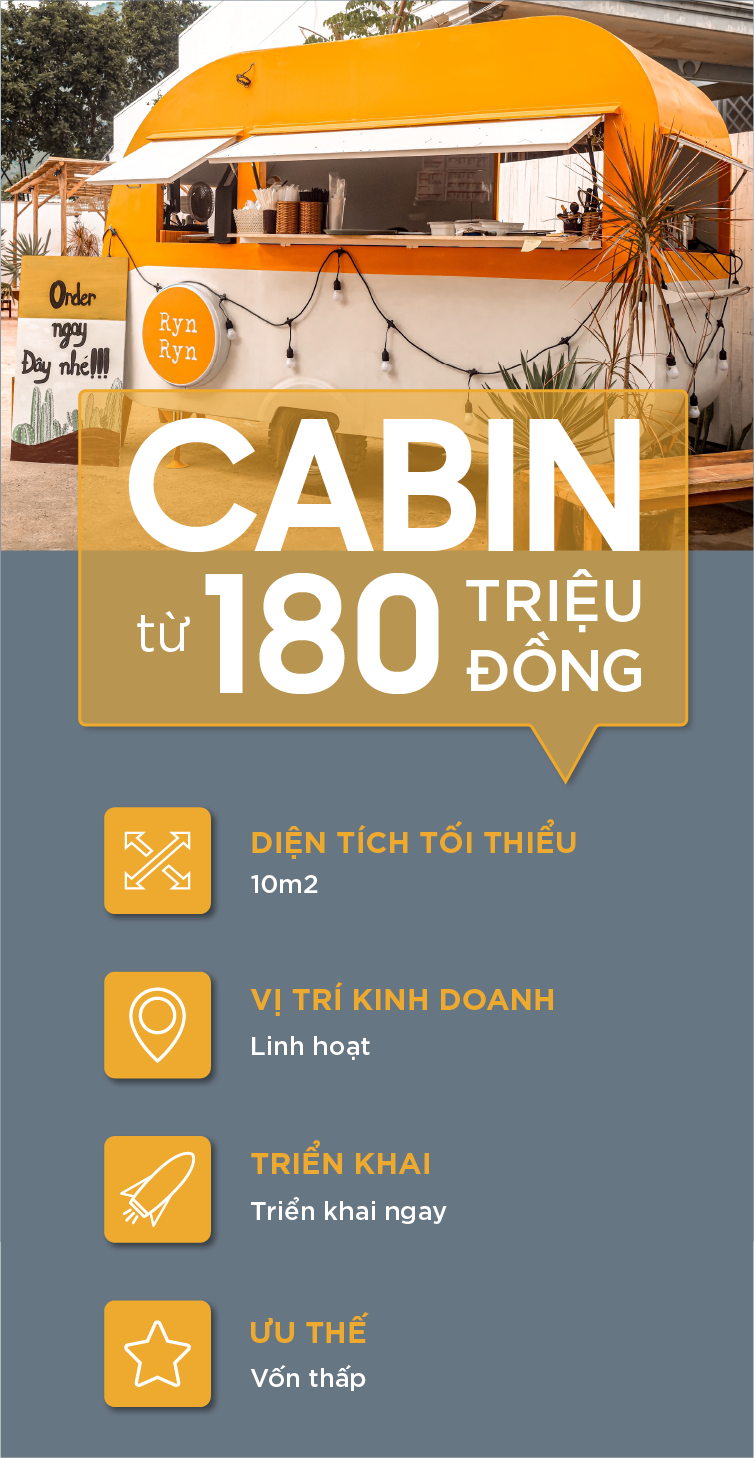 Order
ngay
Đây nhé!!!
Ryn
Ryn
CABIN
từ 180 TRIỆU
ĐỒNG
DIỆN TÍCH TỐI THIỂU
10m2
VỊ TRÍ KINH DOANH
Linh hoạt
TRIỂN KHAI
Triển khai ngay
ƯU THẾ
Vốn thấp